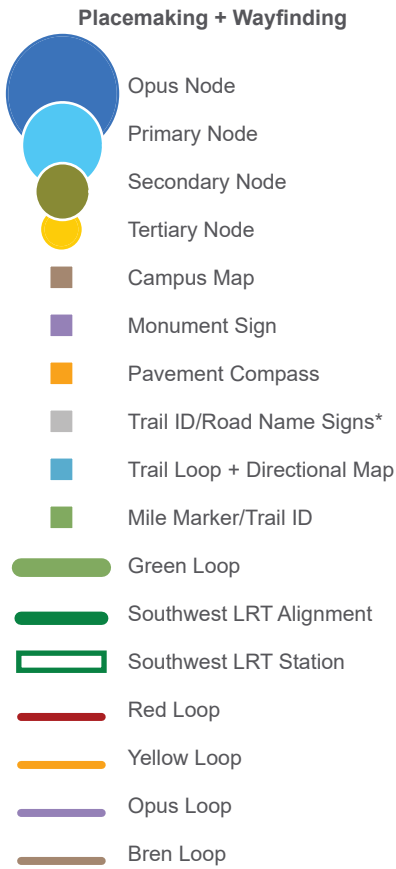 Placemaking + Wayfinding
Opus Node
Primary Node
Secondary Node
Tertiary Node
Campus Map
Monument Sign
Pavement Compass
Trail ID/Road Name Signs*
Trail Loop + Directional Map
Mile Marker/Trail ID
Green Loop
Southwest LRT Alignment
Southwest LRT Station
Red Loop
Yellow Loop
Opus Loop
Bren Loop